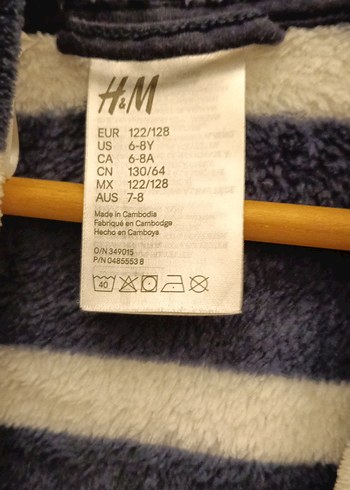 H&M
EUR 122/128
US 6-8Y
CA 6-8A
CN 130/64
MX 122/128
AUS 7-8
Made in Cambodia
Fabriqué en Cambodge
Hecho en Camboya
O/N 349015
P/N 0485553 8
40